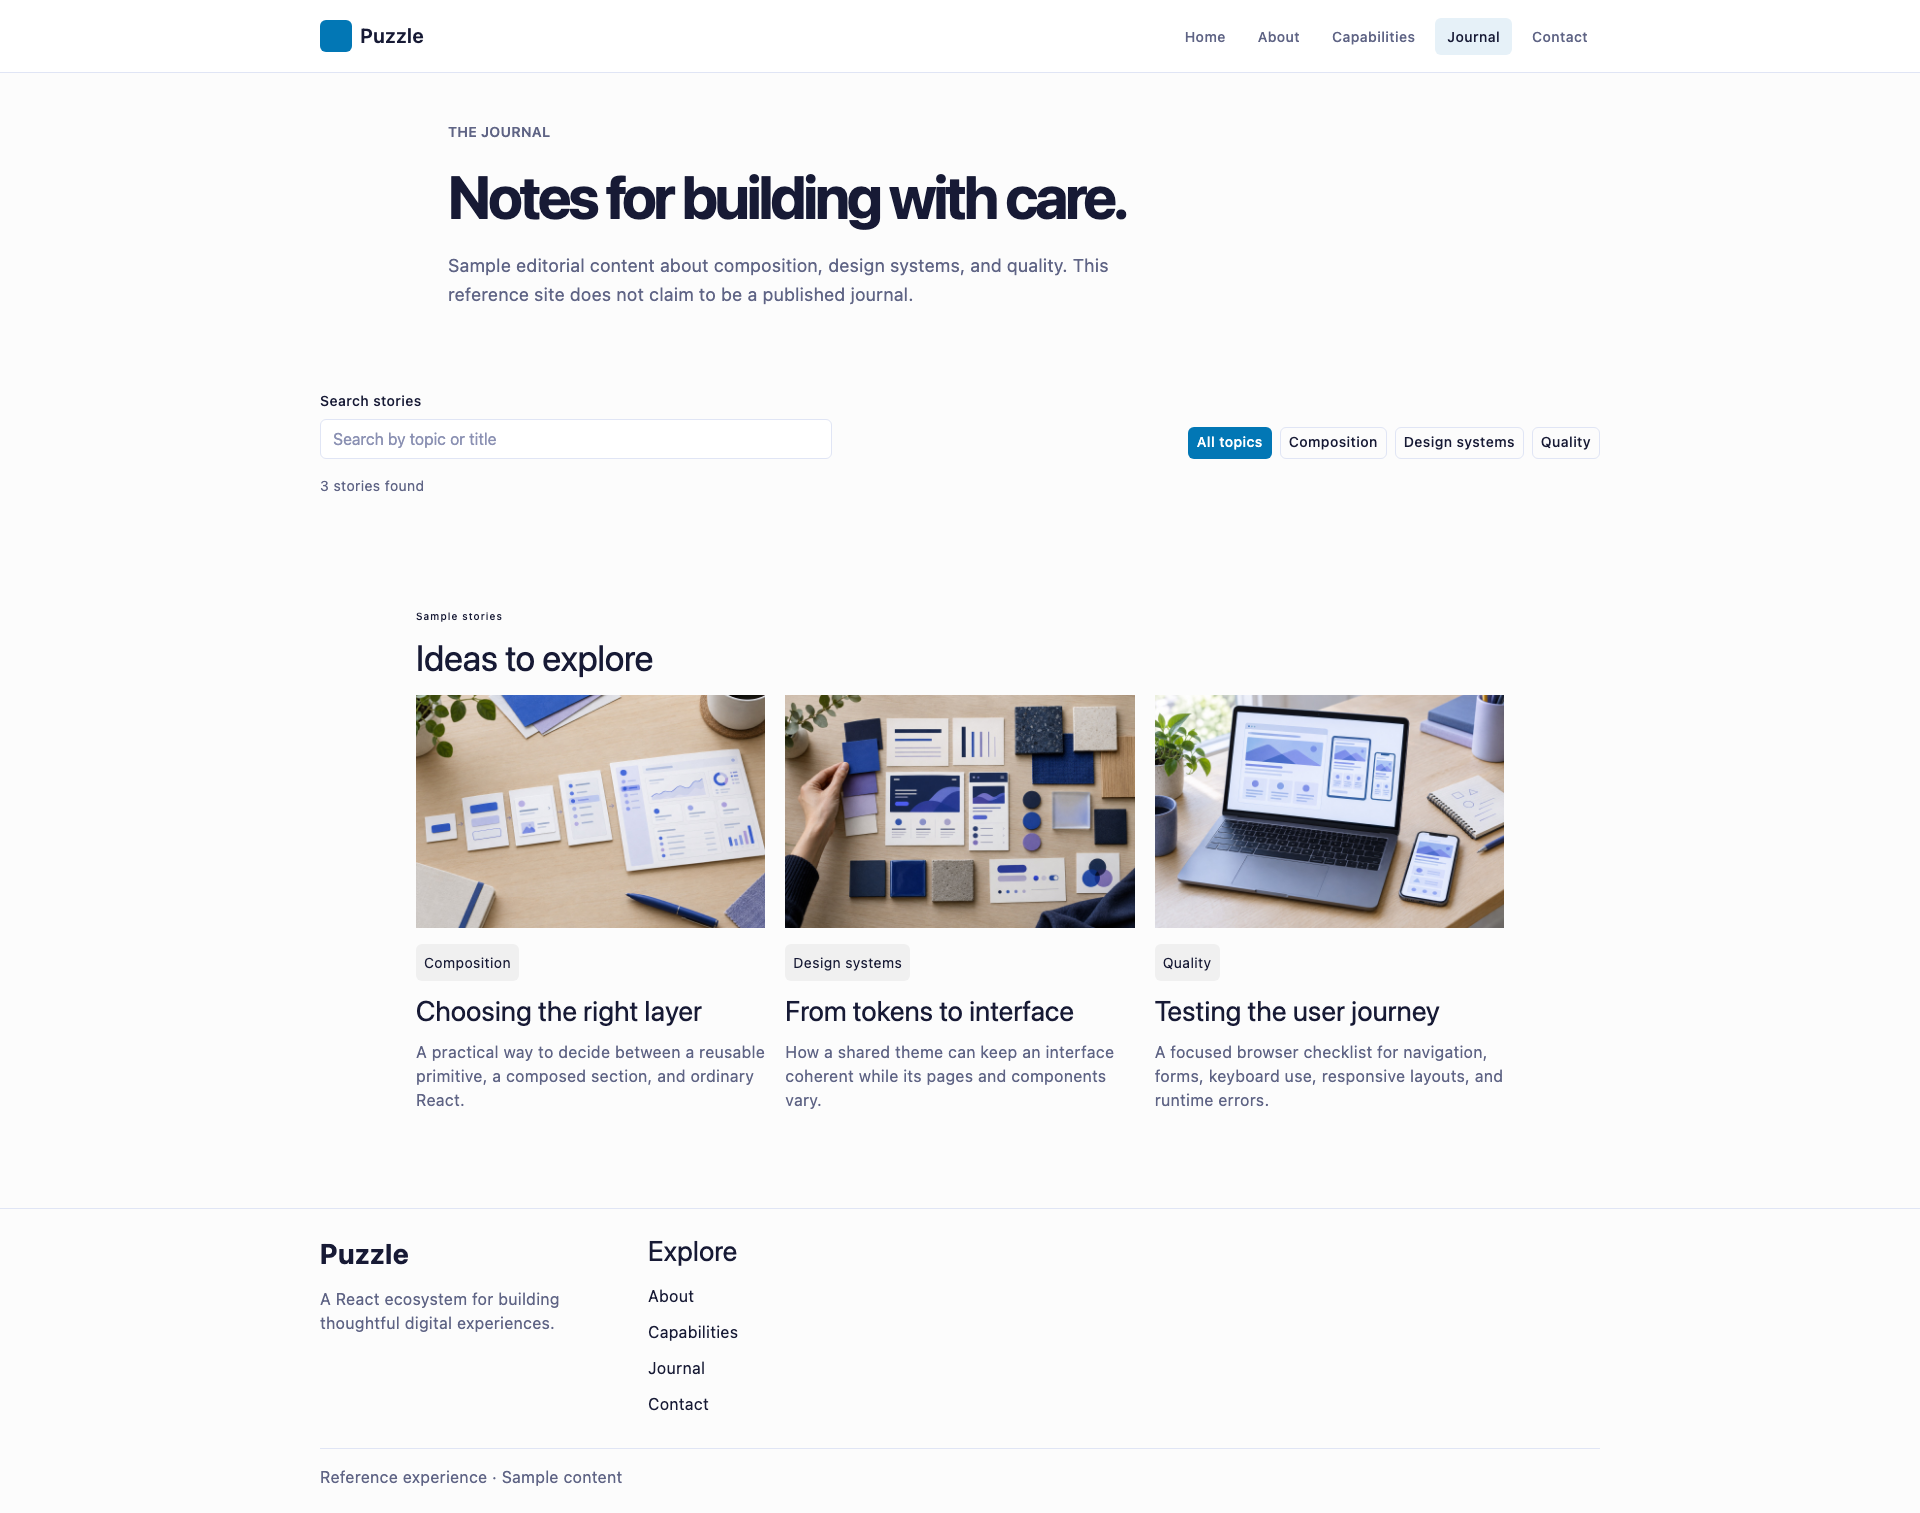 Puzzle
Home
About
Capabilities
Journal
Contact
THE JOURNAL
Notes for building with care.
Sample editorial content about composition, design systems, and quality. This
reference site does not claim to be a published journal.
Search stories
Search by topic or title
All topics
Composition
Design systems
Quality
3 stories found
Sample stories
Ideas to explore
Composition
Choosing the right layer
A practical way to decide between a reusable
primitive, a composed section, and ordinary
React.
Design systems
From tokens to interface
How a shared theme can keep an interface
coherent while its pages and components
vary.
Quality
Testing the user journey
A focused browser checklist for navigation,
forms, keyboard use, responsive layouts, and
runtime errors.
Puzzle
A React ecosystem for building
thoughtful digital experiences.
Explore
About
Capabilities
Journal
Contact
Reference experience · Sample content